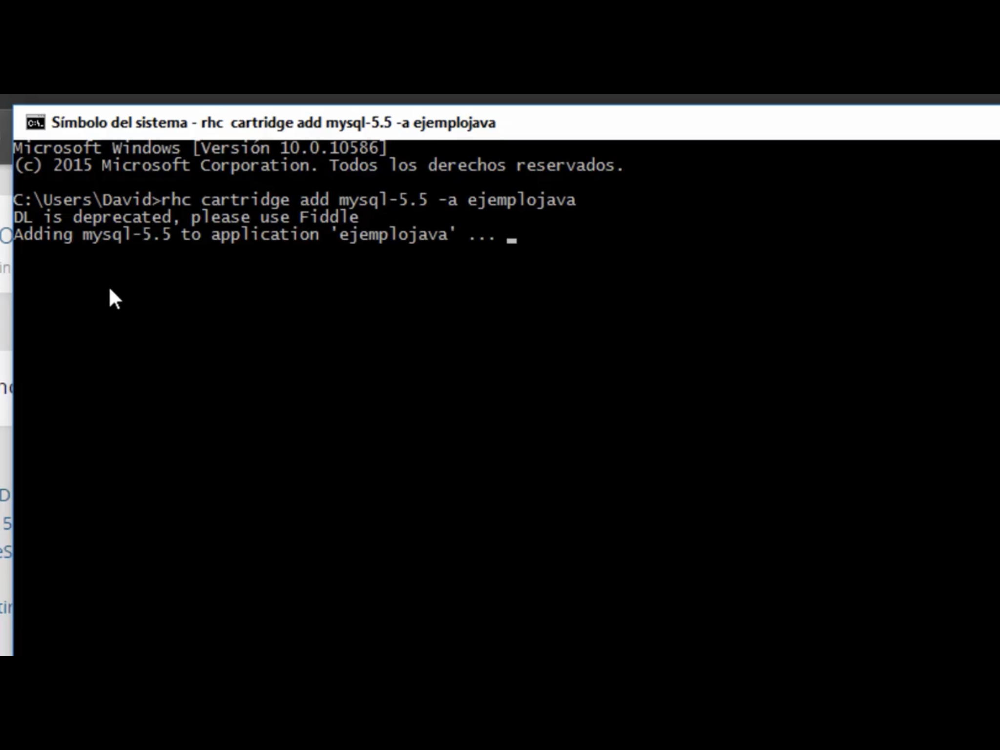 Símbolo del sistema - rhc  cartridge add mysql-5.5 -a ejemplojava
Microsoft Windows [Versión 10.0.10586]
(c) 2015 Microsoft Corporation. Todos los derechos reservados.
C:\Users\David>rhc cartridge add mysql-5.5 -a ejemplojava
DL is deprecated, please use Fiddle
Adding mysql-5.5 to application 'ejemplojava' ...